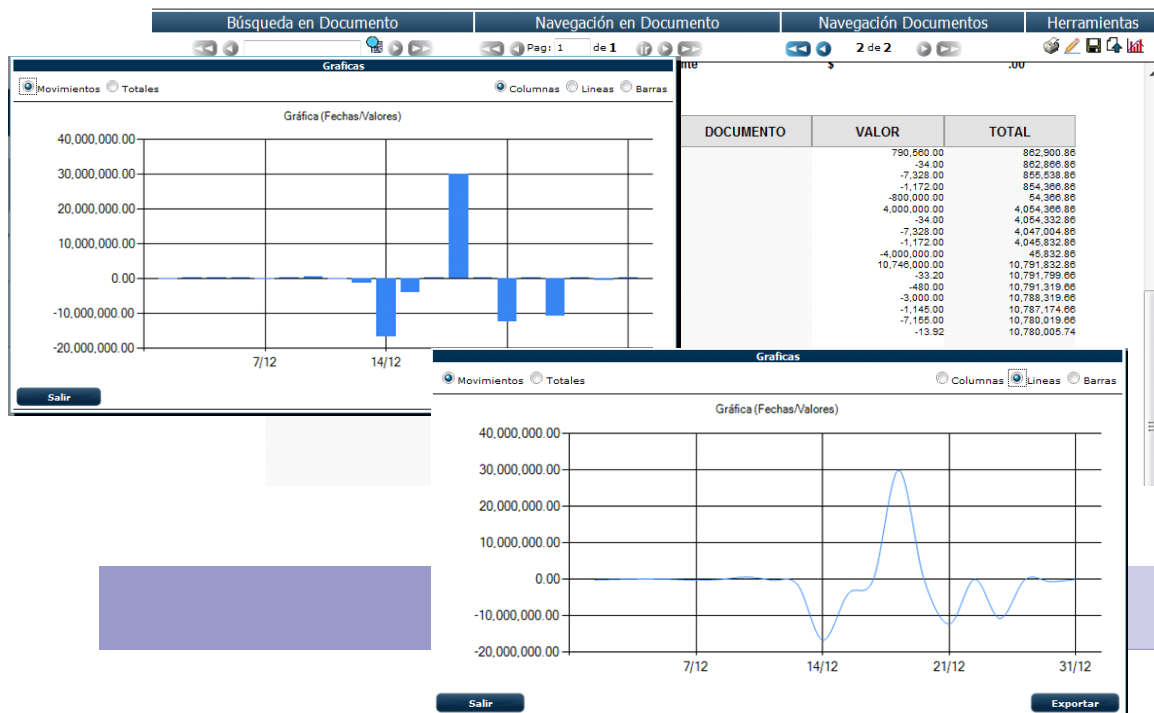 Búsqueda en Documento Navegación en Documento Navegación Documentos Herramientas
Pag: 1 de 1 2 de 2
$ .00
Graficas
Movimientos Totales Columnas Lineas Barras
Gráfica (Fechas/Valores)
40,000,000.00
30,000,000.00
20,000,000.00
10,000,000.00
0.00
-10,000,000.00
-20,000,000.00
7/12 14/12
Salir
DOCUMENTO VALOR TOTAL
790,560.00 862,900.86
-34.00 862,866.86
-7,328.00 855,538.86
-1,172.00 854,366.86
-800,000.00 54,366.86
4,000,000.00 4,054,366.86
-34.00 4,054,332.86
-7,328.00 4,047,004.86
-1,172.00 4,045,832.86
-4,000,000.00 45,832.86
10,746,000.00 10,791,832.86
-33.20 10,791,799.66
-480.00 10,791,319.66
-3,000.00 10,788,319.66
-1,145.00 10,787,174.66
-7,155.00 10,780,019.66
-13.92 10,780,005.74
Graficas
Movimientos Totales Columnas Lineas Barras
Gráfica (Fechas/Valores)
40,000,000.00
30,000,000.00
20,000,000.00
10,000,000.00
0.00
-10,000,000.00
-20,000,000.00
7/12 14/12 21/12 31/12
Salir Exportar